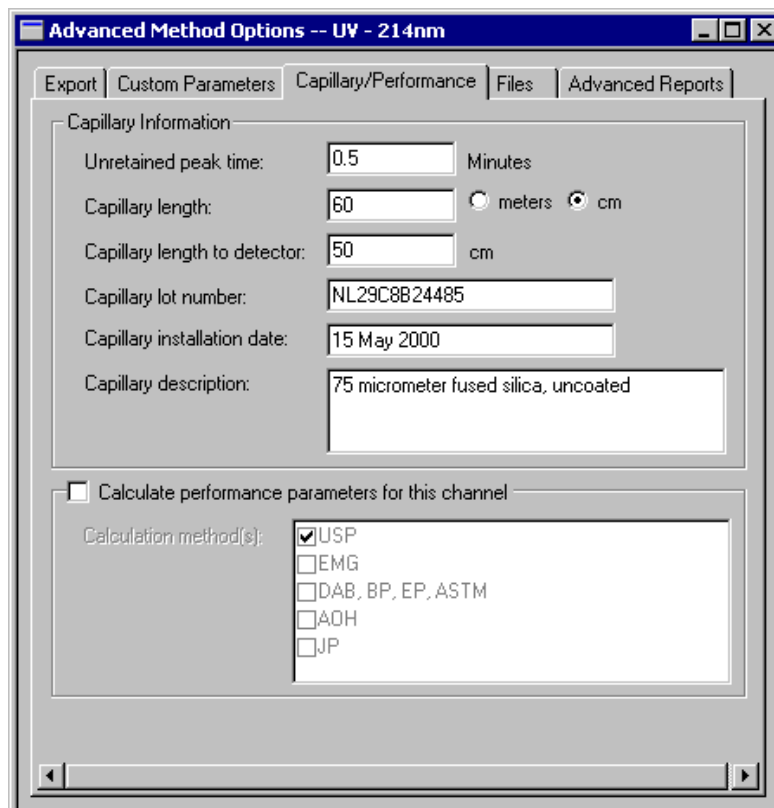 Advanced Method Options -- UV - 214nm
Export Custom Parameters Capillary/Performance Files Advanced Reports
Capillary Information
Unretained peak time: 0.5 Minutes
Capillary length: 60 meters cm
Capillary length to detector: 50 cm
Capillary lot number: NL29C8B24485
Capillary installation date: 15 May 2000
Capillary description: 75 micrometer fused silica, uncoated
Calculate performance parameters for this channel
Calculation method(s): USP
EMG
DAB, BP, EP, ASTM
AOH
JP